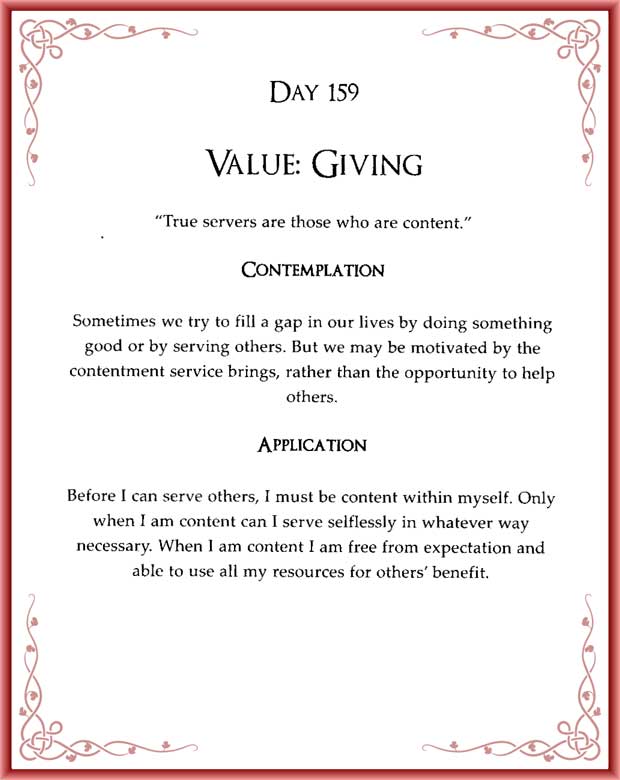 DAY 159
VALUE: GIVING
“True servers are those who are content.”
CONTEMPLATION
Sometimes we try to fill a gap in our lives by doing something
good or by serving others. But we may be motivated by the
contentment service brings, rather than the opportunity to help
others.
APPLICATION
Before I can serve others, I must be content within myself. Only
when I am content can I serve selflessly in whatever way
necessary. When I am content I am free from expectation and
able to use all my resources for others’ benefit.